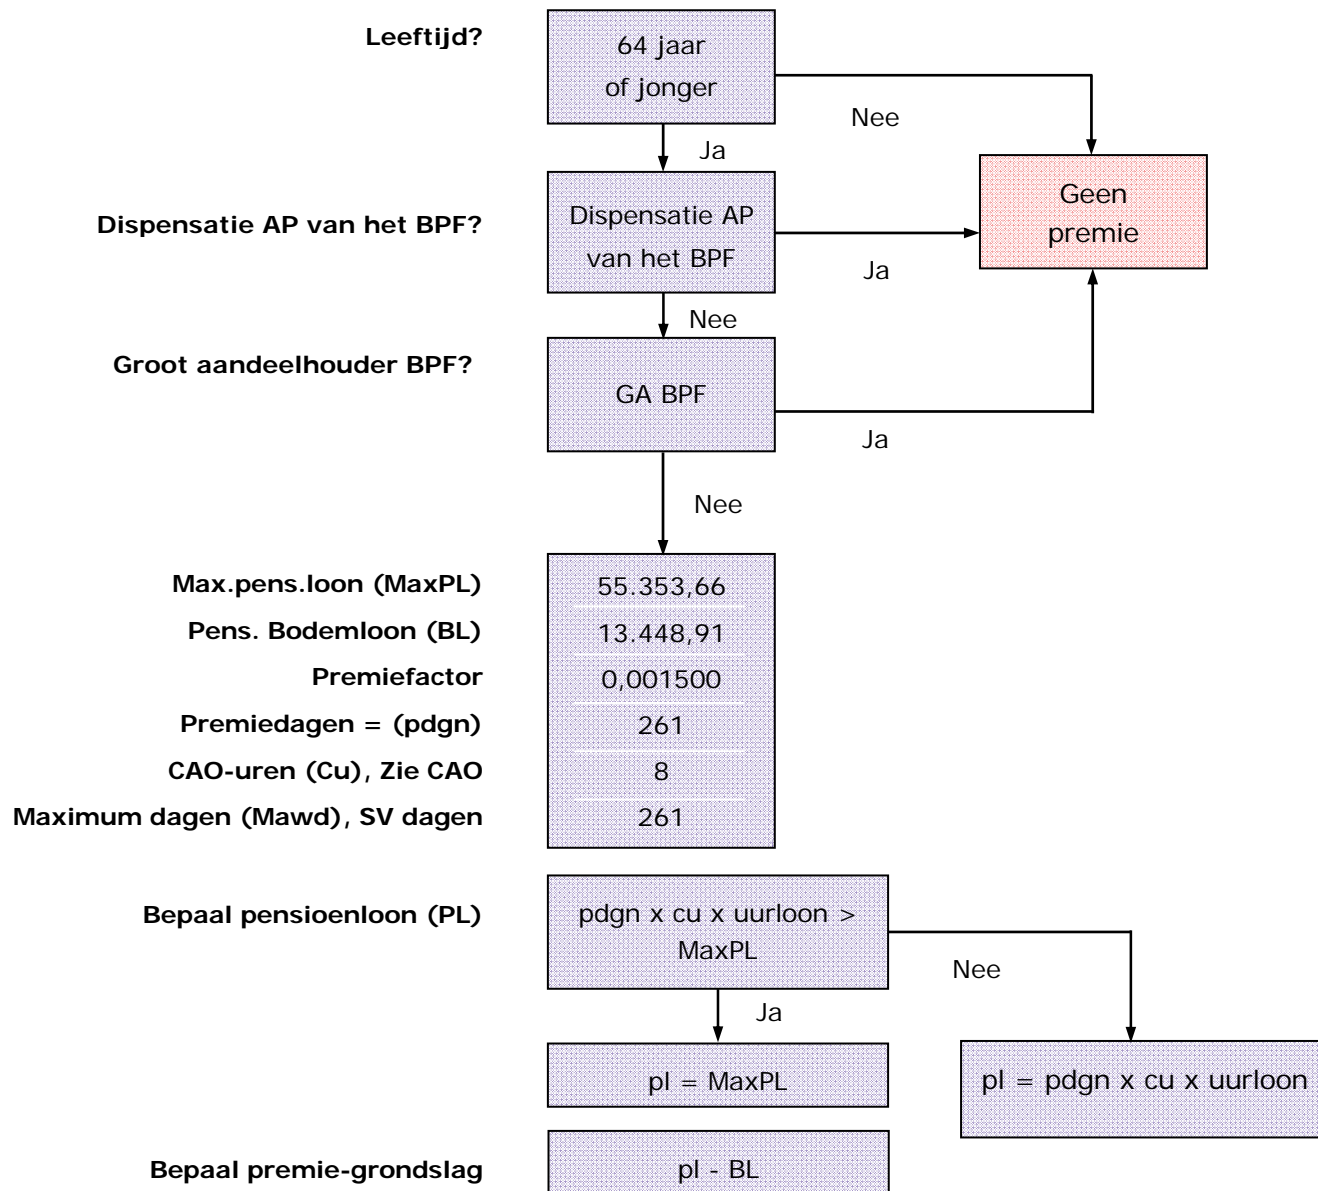 Leeftijd?
64 jaar
of jonger
Nee
Ja
Dispensatie AP van het BPF?
Dispensatie AP
van het BPF
Geen
premie
Ja
Nee
Groot aandeelhouder BPF?
GA BPF
Ja
Nee
Max.pens.loon (MaxPL)
55.353,66
Pens. Bodemloon (BL)
13.448,91
Premiefactor
0,001500
Premiedagen = (pdgn)
261
CAO-uren (Cu), Zie CAO
8
Maximum dagen (Mawd), SV dagen
261
Bepaal pensioenloon (PL)
pdgn x cu x uurloon >
MaxPL
Nee
Ja
pl = MaxPL
pl = pdgn x cu x uurloon
Bepaal premie-grondslag
pl - BL